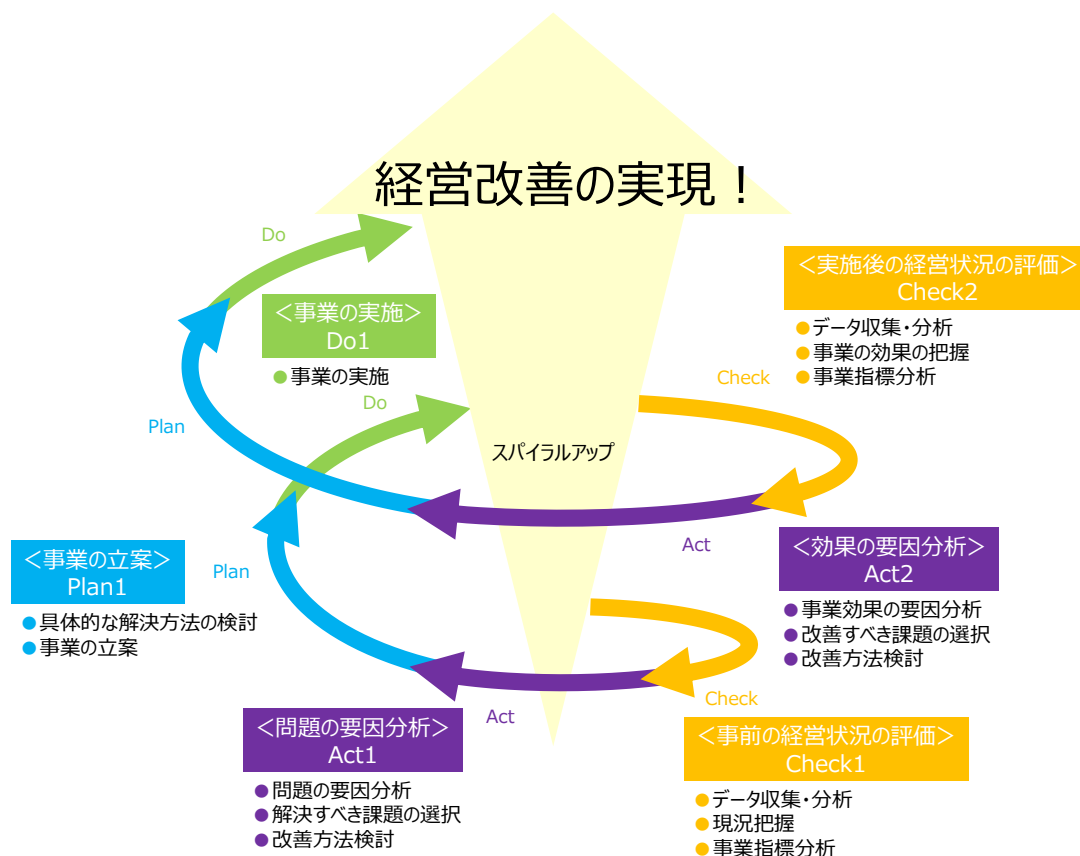 経営改善の実現！
Do
＜実施後の経営状況の評価＞
Check2
●データ収集・分析
●事業の効果の把握
●事業指標分析
＜事業の実施＞
Do1
●事業の実施
Check
Do
Plan
スパイラルアップ
Act
＜効果の要因分析＞
Act2
●事業効果の要因分析
●改善すべき課題の選択
●改善方法検討
＜事業の立案＞
Plan1
●具体的な解決方法の検討
●事業の立案
Plan
Check
Act
＜問題の要因分析＞
Act1
●問題の要因分析
●解決すべき課題の選択
●改善方法検討
＜事前の経営状況の評価＞
Check1
●データ収集・分析
●現況把握
●事業指標分析